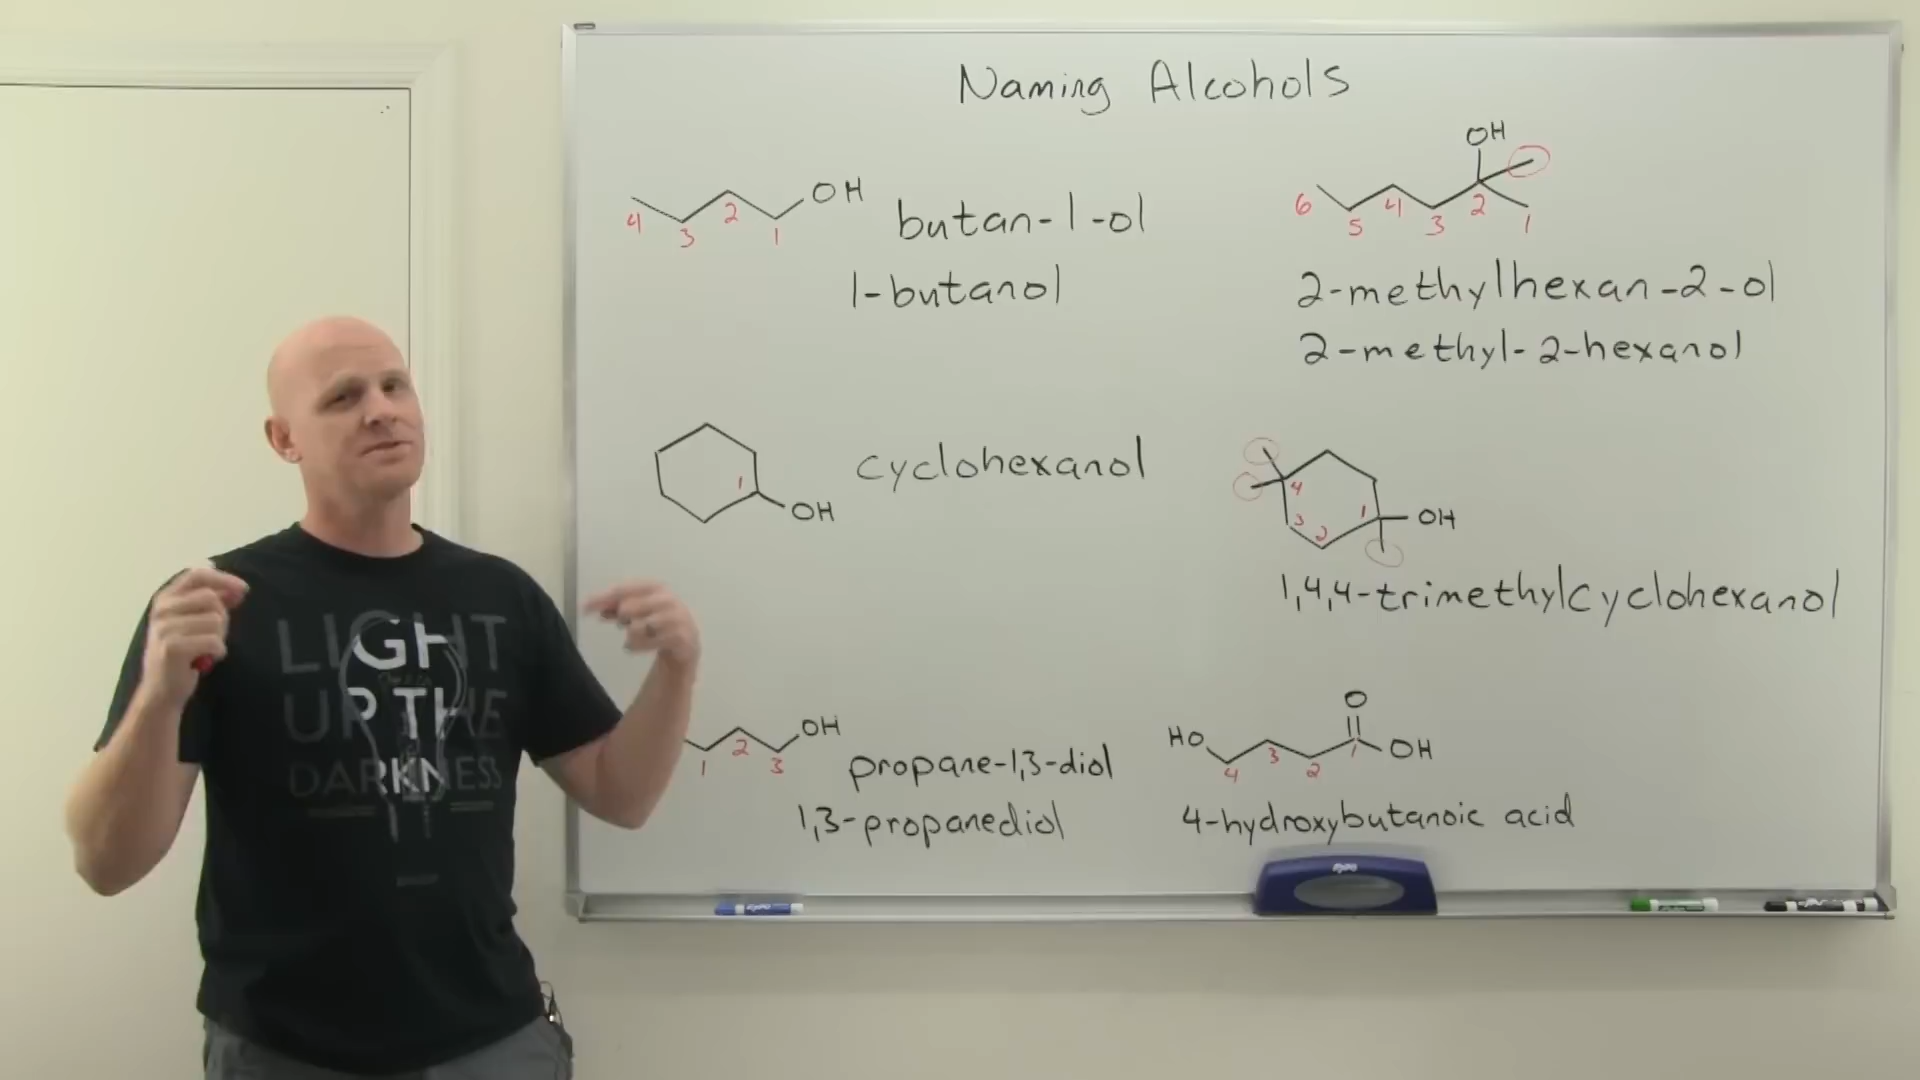 Naming Alcohols
OH
4 3 2 1
butan-1-ol
1-butanol
OH
6 5 4 3 2 1
2-methylhexan-2-ol
2-methyl-2-hexanol
1
OH
cyclohexanol
4
3
2
1
OH
1,4,4-trimethylcyclohexanol
OH
1 2 3
propane-1,3-diol
1,3-propanediol
O
HO
OH
4 3 2 1
4-hydroxybutanoic acid
LIGHT
UP THE
DARKNESS
EXPO
EXPO